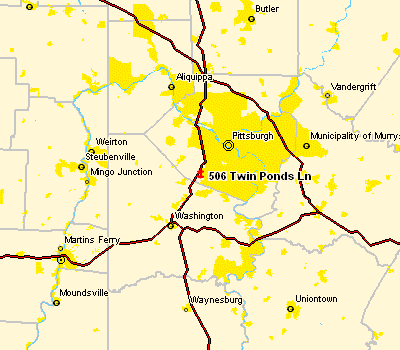 Butler
Aliquippa
Vandergrift
Pittsburgh
Municipality of Murrys
Weirton
Steubenville
Mingo Junction
506 Twin Ponds Ln
Washington
Martins Ferry
Moundsville
Waynesburg
Uniontown